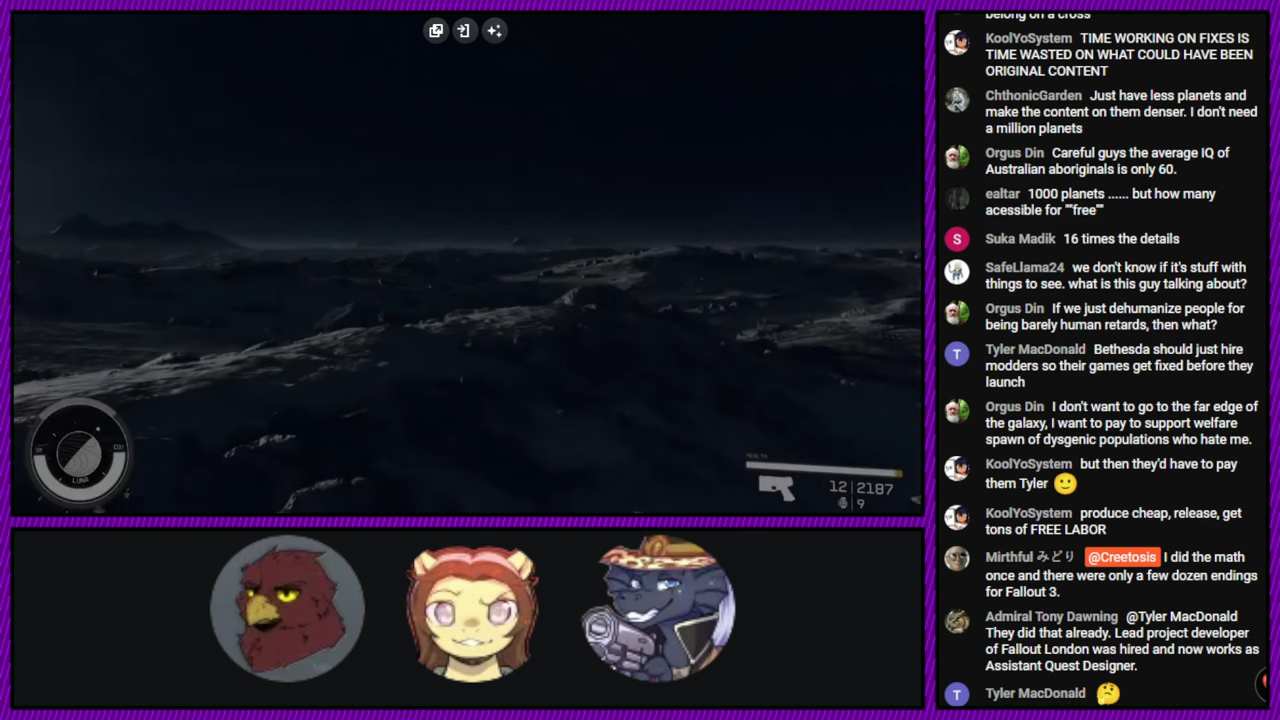 LUNA
HEALTH
12|2187
9
belong on a cross
KoolYoSystem TIME WORKING ON FIXES IS
TIME WASTED ON WHAT COULD HAVE BEEN
ORIGINAL CONTENT
ChthonicGarden Just have less planets and
make the content on them denser. I don't need
a million planets
Orgus Din Careful guys the average IQ of
Australian aboriginals is only 60.
ealtar 1000 planets ...... but how many
acessible for ""free""
S
Suka Madik 16 times the details
SafeLlama24 we don't know if it's stuff with
things to see. what is this guy talking about?
Orgus Din If we just dehumanize people for
being barely human retards, then what?
T
Tyler MacDonald Bethesda should just hire
modders so their games get fixed before they
launch
Orgus Din I don't want to go to the far edge of
the galaxy, I want to pay to support welfare
spawn of dysgenic populations who hate me.
KoolYoSystem but then they'd have to pay
them Tyler 🙂
KoolYoSystem produce cheap, release, get
tons of FREE LABOR
Mirthful みどり @Creetosis I did the math
once and there were only a few dozen endings
for Fallout 3.
Admiral Tony Dawning @Tyler MacDonald
They did that already. Lead project developer
of Fallout London was hired and now works as
Assistant Quest Designer.
T
Tyler MacDonald 🤔